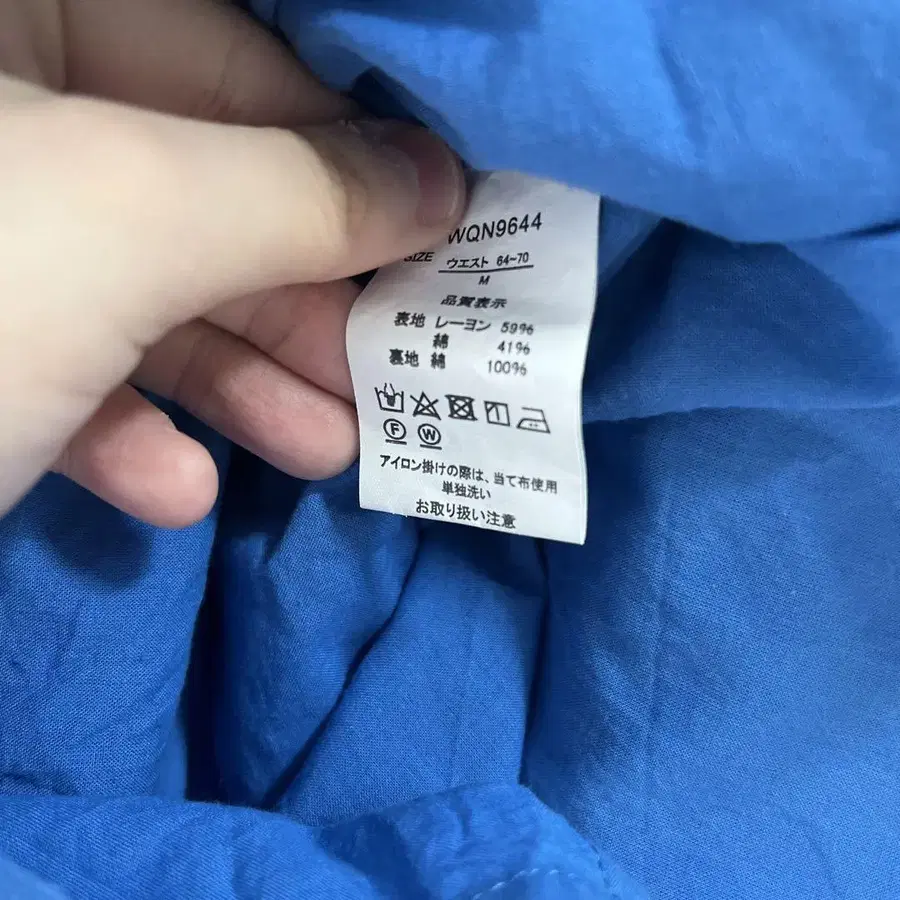 WQN9644
SIZE ウエスト 64-70
M
品質表示
表地 レーヨン 59%
綿 41%
裏地 綿 100%
F W
アイロン掛けの際は、当て布使用
単独洗い
お取り扱い注意